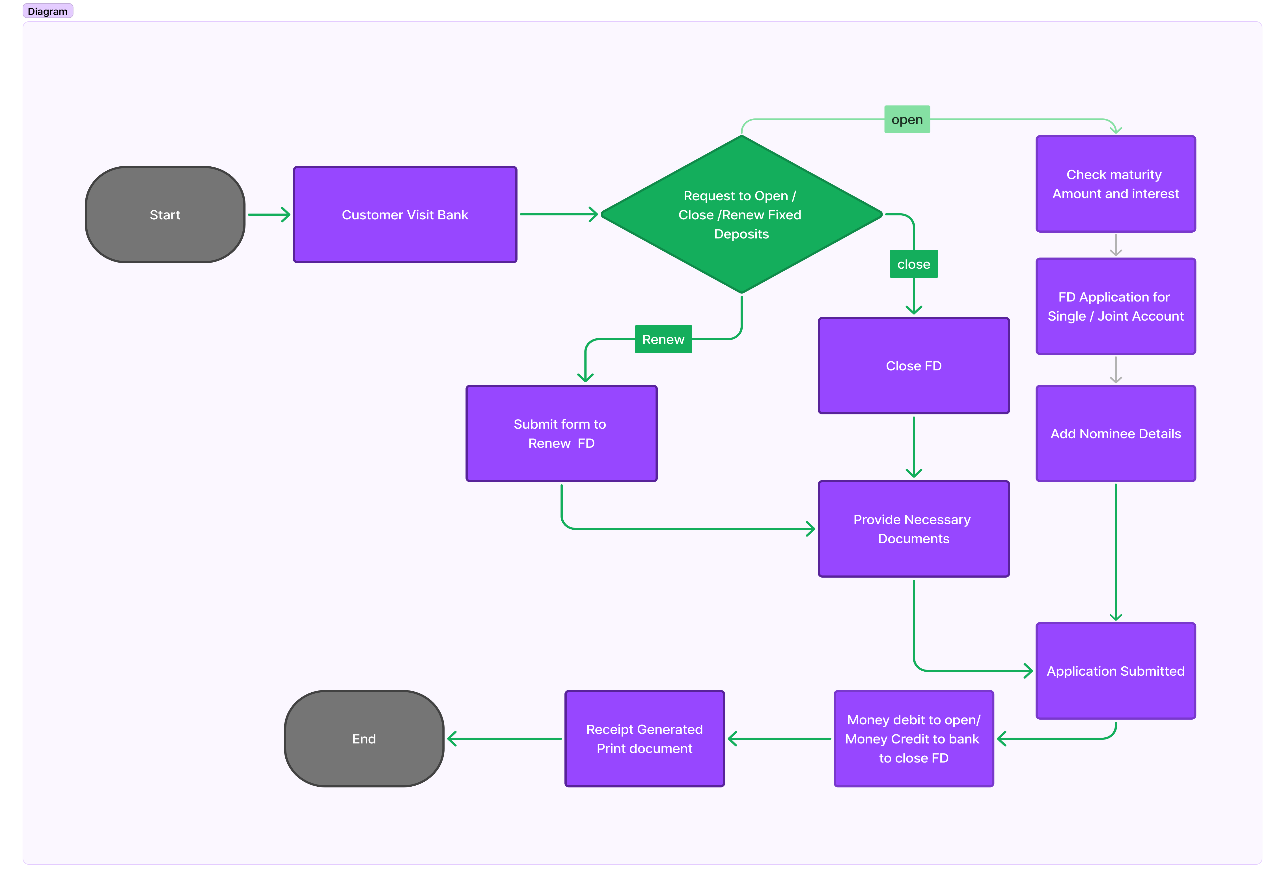 Diagram
open
Start
Customer Visit Bank
Request to Open /
Close /Renew Fixed
Deposits
Check maturity
Amount and interest
close
FD Application for
Single / Joint Account
Renew
Close FD
Submit form to
Renew  FD
Add Nominee Details
Provide Necessary
Documents
Application Submitted
End
Receipt Generated
Print document
Money debit to open/
Money Credit to bank
to close FD